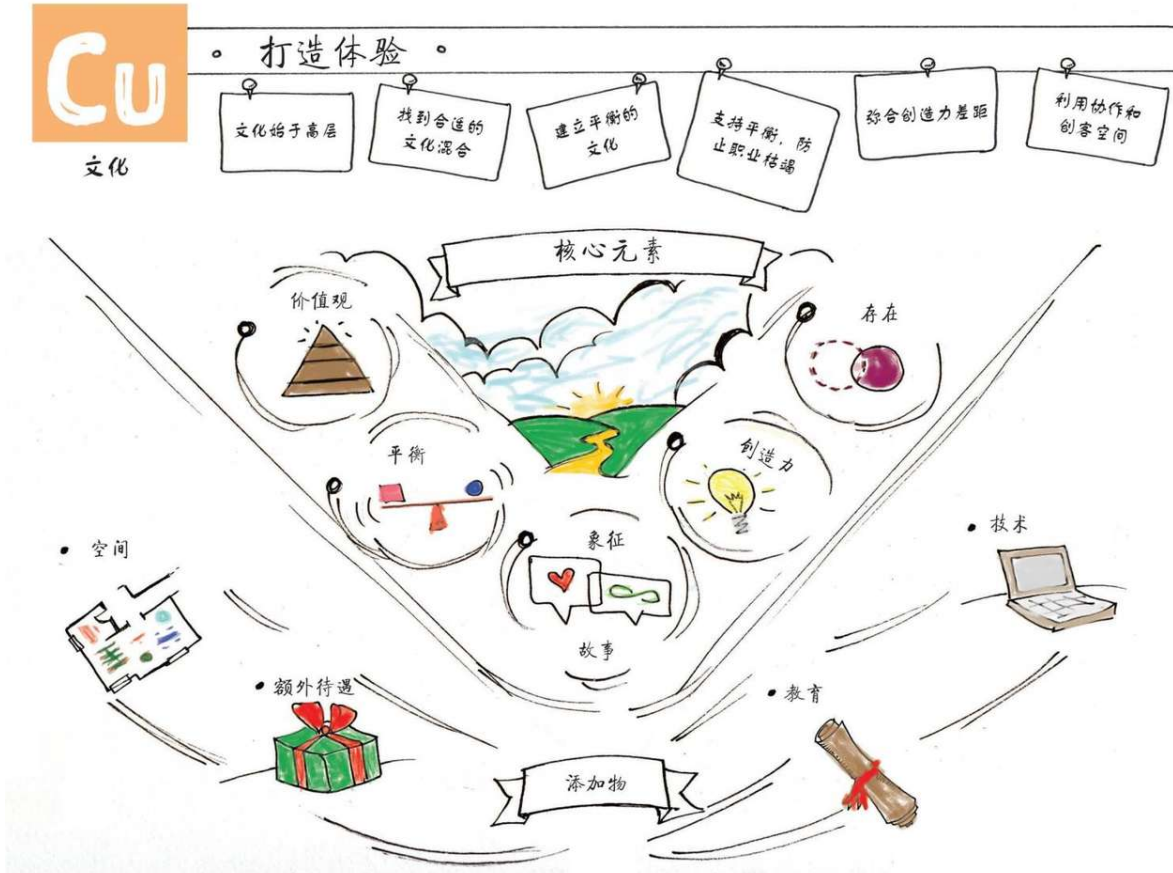 Cu
文化
• 打造体验 •
文化始于高层
找到合适的
文化混合
建立平衡的
文化
支持平衡，防
止职业枯竭
弥合创造力差距
利用协作和
创客空间
核心元素
价值观
存在
平衡
创造力
象征
故事
• 空间
• 技术
• 额外待遇
• 教育
添加物